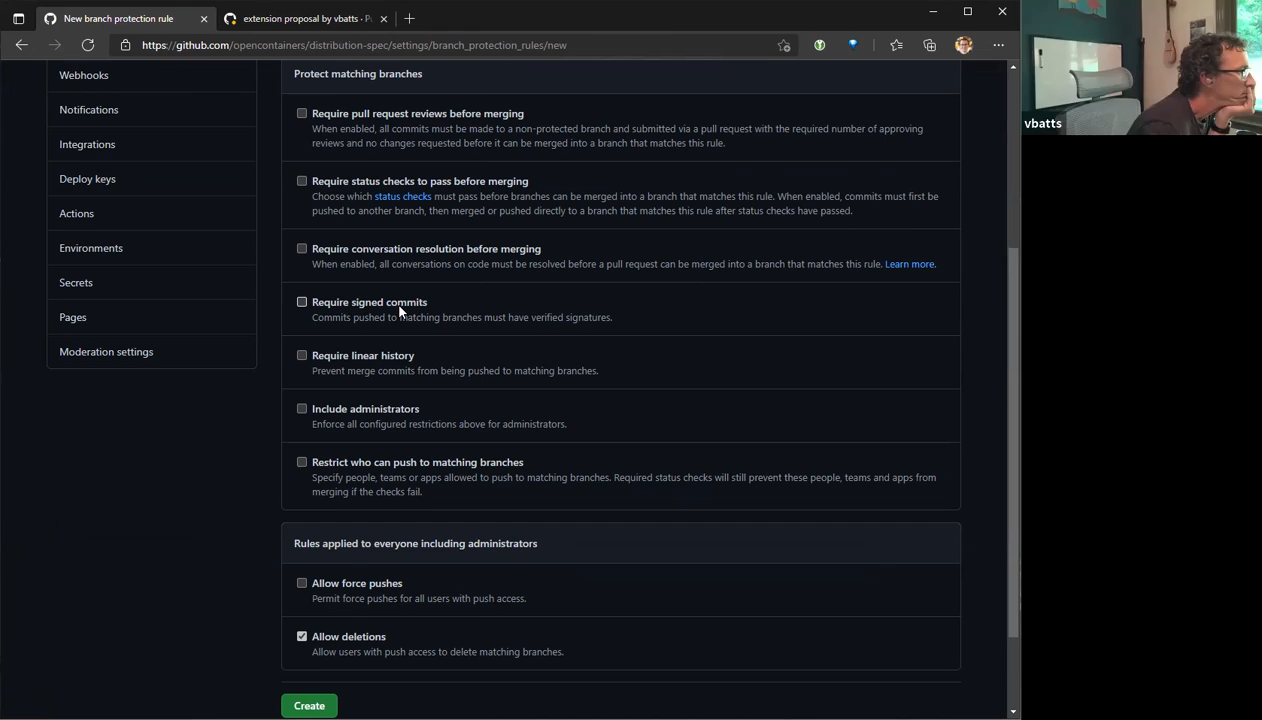 New branch protection rule
extension proposal by vbatts · Pu
https://github.com/opencontainers/distribution-spec/settings/branch_protection_rules/new
vbatts
Webhooks
Notifications
Integrations
Deploy keys
Actions
Environments
Secrets
Pages
Moderation settings
Protect matching branches
Require pull request reviews before merging
When enabled, all commits must be made to a non-protected branch and submitted via a pull request with the required number of approving
reviews and no changes requested before it can be merged into a branch that matches this rule.
Require status checks to pass before merging
Choose which status checks must pass before branches can be merged into a branch that matches this rule. When enabled, commits must first be
pushed to another branch, then merged or pushed directly to a branch that matches this rule after status checks have passed.
Require conversation resolution before merging
When enabled, all conversations on code must be resolved before a pull request can be merged into a branch that matches this rule. Learn more.
Require signed commits
Commits pushed to matching branches must have verified signatures.
Require linear history
Prevent merge commits from being pushed to matching branches.
Include administrators
Enforce all configured restrictions above for administrators.
Restrict who can push to matching branches
Specify people, teams or apps allowed to push to matching branches. Required status checks will still prevent these people, teams and apps from
merging if the checks fail.
Rules applied to everyone including administrators
Allow force pushes
Permit force pushes for all users with push access.
Allow deletions
Allow users with push access to delete matching branches.
Create